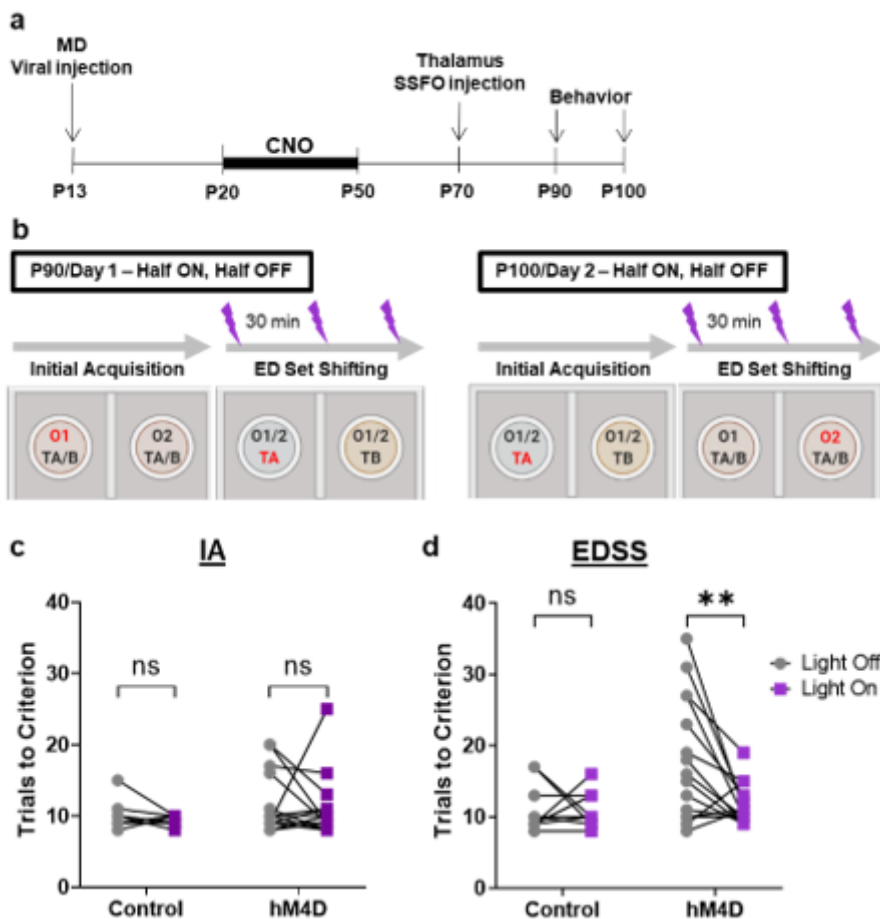 a
MD
Viral injection
Thalamus
SSFO injection
Behavior
CNO
P13
P20
P50
P70
P90
P100
b
P90/Day 1 – Half ON, Half OFF
P100/Day 2 – Half ON, Half OFF
30 min
30 min
Initial Acquisition
ED Set Shifting
Initial Acquisition
ED Set Shifting
O1
TA/B
O2
TA/B
O1/2
TA
O1/2
TB
O1/2
TA
O1/2
TB
O1
TA/B
O2
TA/B
c
IA
Trials to Criterion
40
30
20
10
0
ns
ns
Control
hM4D
d
EDSS
Trials to Criterion
40
30
20
10
0
ns
**
Control
hM4D
Light Off
Light On